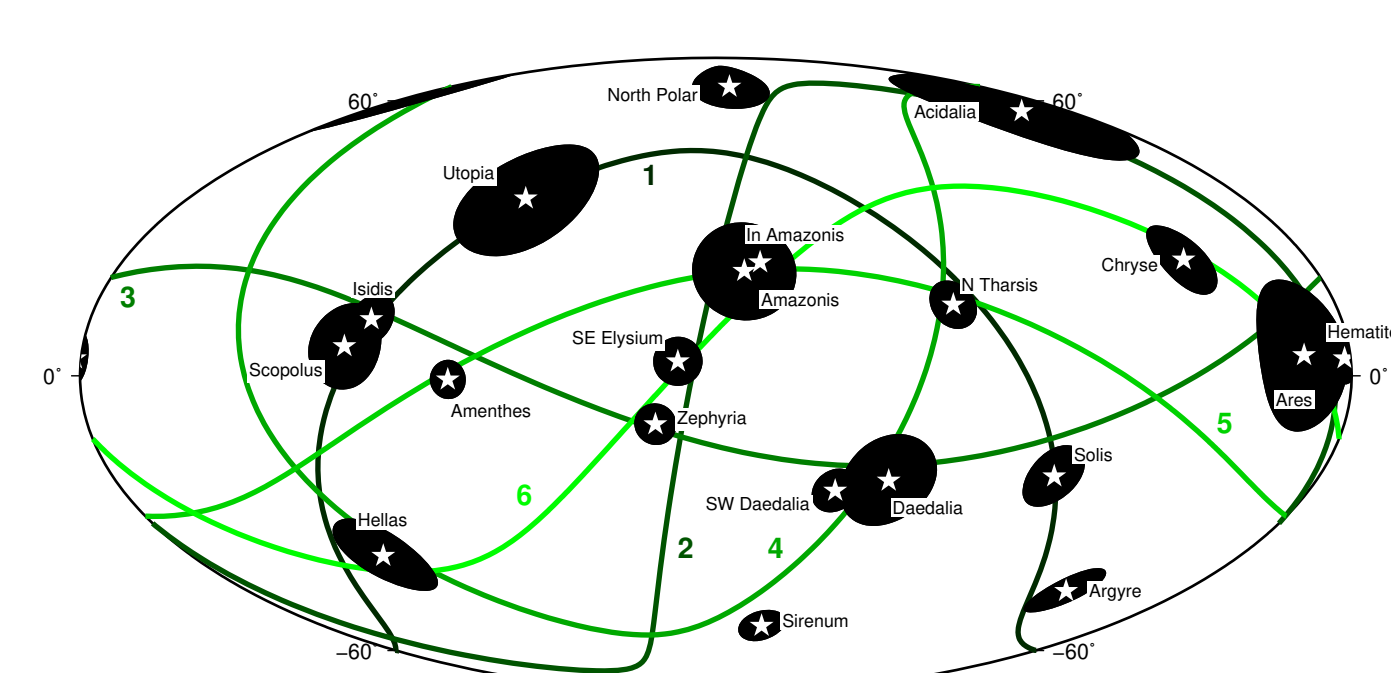 North Polar
60˚
Acidalia
60˚
Utopia
1
In Amazonis
Chryse
3
Isidis
N Tharsis
Amazonis
SE Elysium
Hematite
Scopolus
0˚
0˚
Amenthes
Ares
Zephyria
5
Solis
6
SW Daedalia
Daedalia
Hellas
2
4
Argyre
Sirenum
−60˚
−60˚